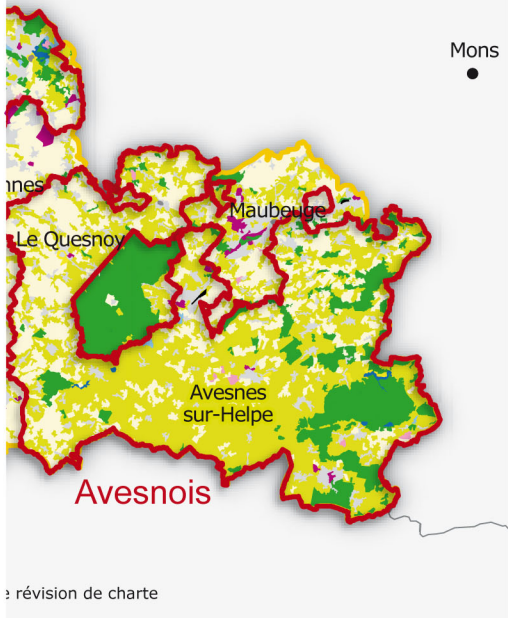 Mons
nnes
Maubeuge
Le Quesnoy
Avesnes
sur-Helpe
Avesnois
e révision de charte